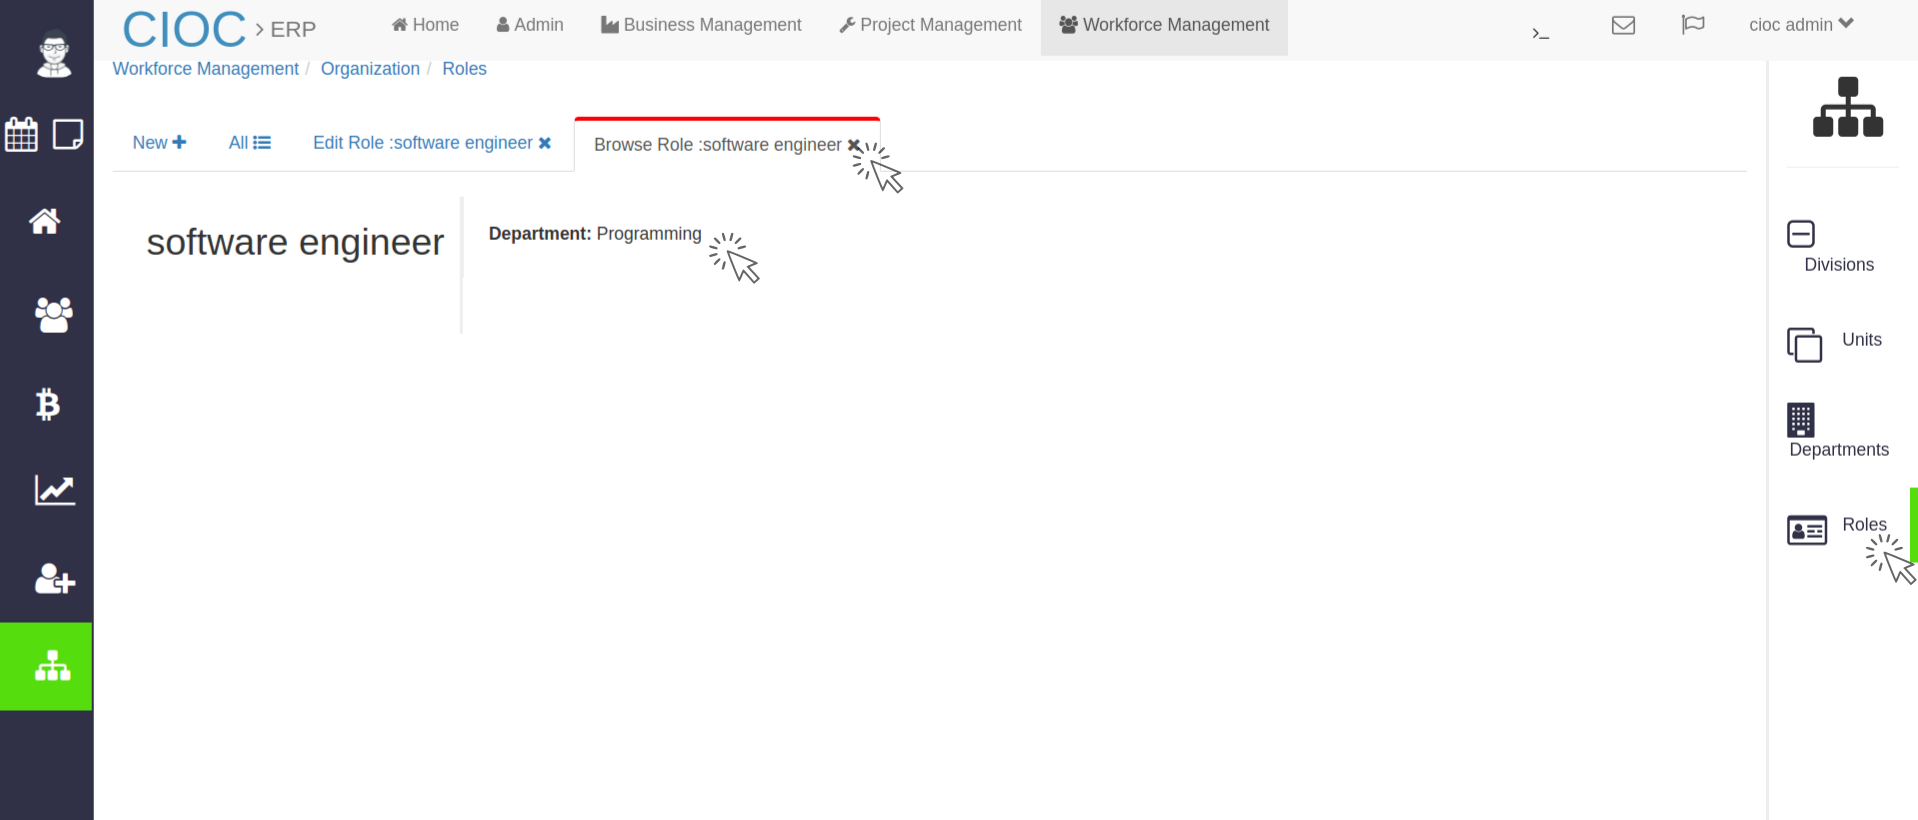 CIOC > ERP
Home
Admin
Business Management
Project Management
Workforce Management
>_
cioc admin
Workforce Management / Organization / Roles
New
All
Edit Role :software engineer
Browse Role :software engineer
software engineer
Department: Programming
Divisions
Units
Departments
Roles